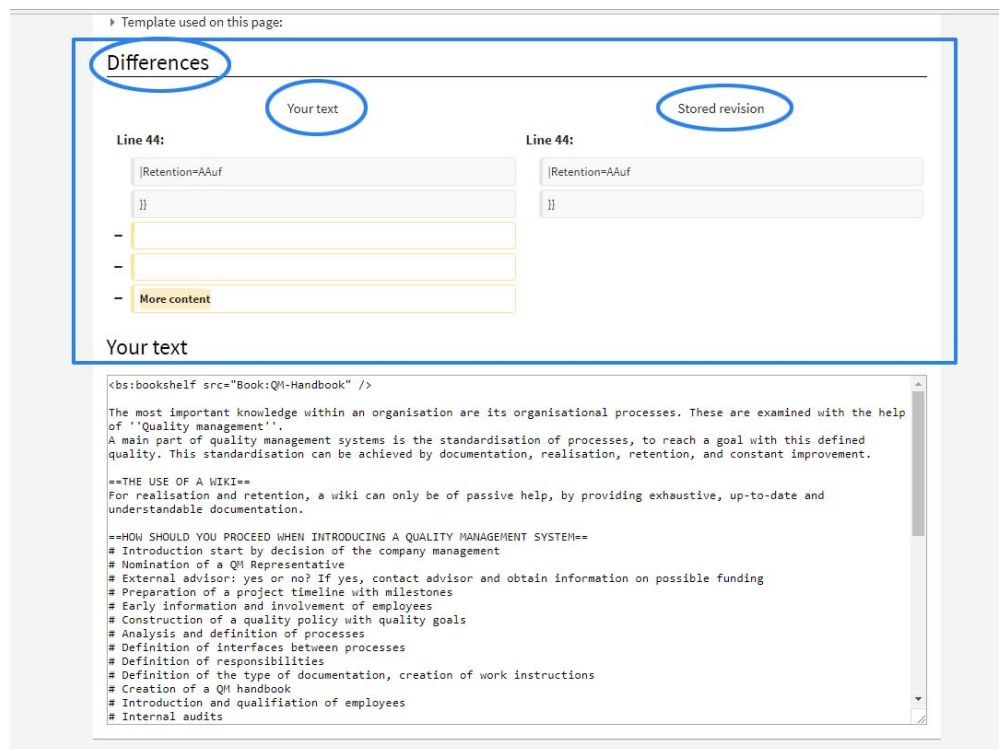 Template used on this page:
Differences
Your text
Stored revision
Line 44:
Line 44:
|Retention=AAuf
|Retention=AAuf
}}
}}
–
–
– More content
Your text
<bs:bookshelf src="Book:QM-Handbook" />
The most important knowledge within an organisation are its organisational processes. These are examined with the help
of ''Quality management''.
A main part of quality management systems is the standardisation of processes, to reach a goal with this defined
quality. This standardisation can be achieved by documentation, realisation, retention, and constant improvement.
==THE USE OF A WIKI==
For realisation and retention, a wiki can only be of passive help, by providing exhaustive, up-to-date and
understandable documentation.
==HOW SHOULD YOU PROCEED WHEN INTRODUCING A QUALITY MANAGEMENT SYSTEM==
# Introduction start by decision of the company management
# Nomination of a QM Representative
# External advisor: yes or no? If yes, contact advisor and obtain information on possible funding
# Preparation of a project timeline with milestones
# Early information and involvement of employees
# Construction of a quality policy with quality goals
# Analysis and definition of processes
# Definition of interfaces between processes
# Definition of responsibilities
# Definition of the type of documentation, creation of work instructions
# Creation of a QM handbook
# Introduction and qualifiation of employees
# Internal audits